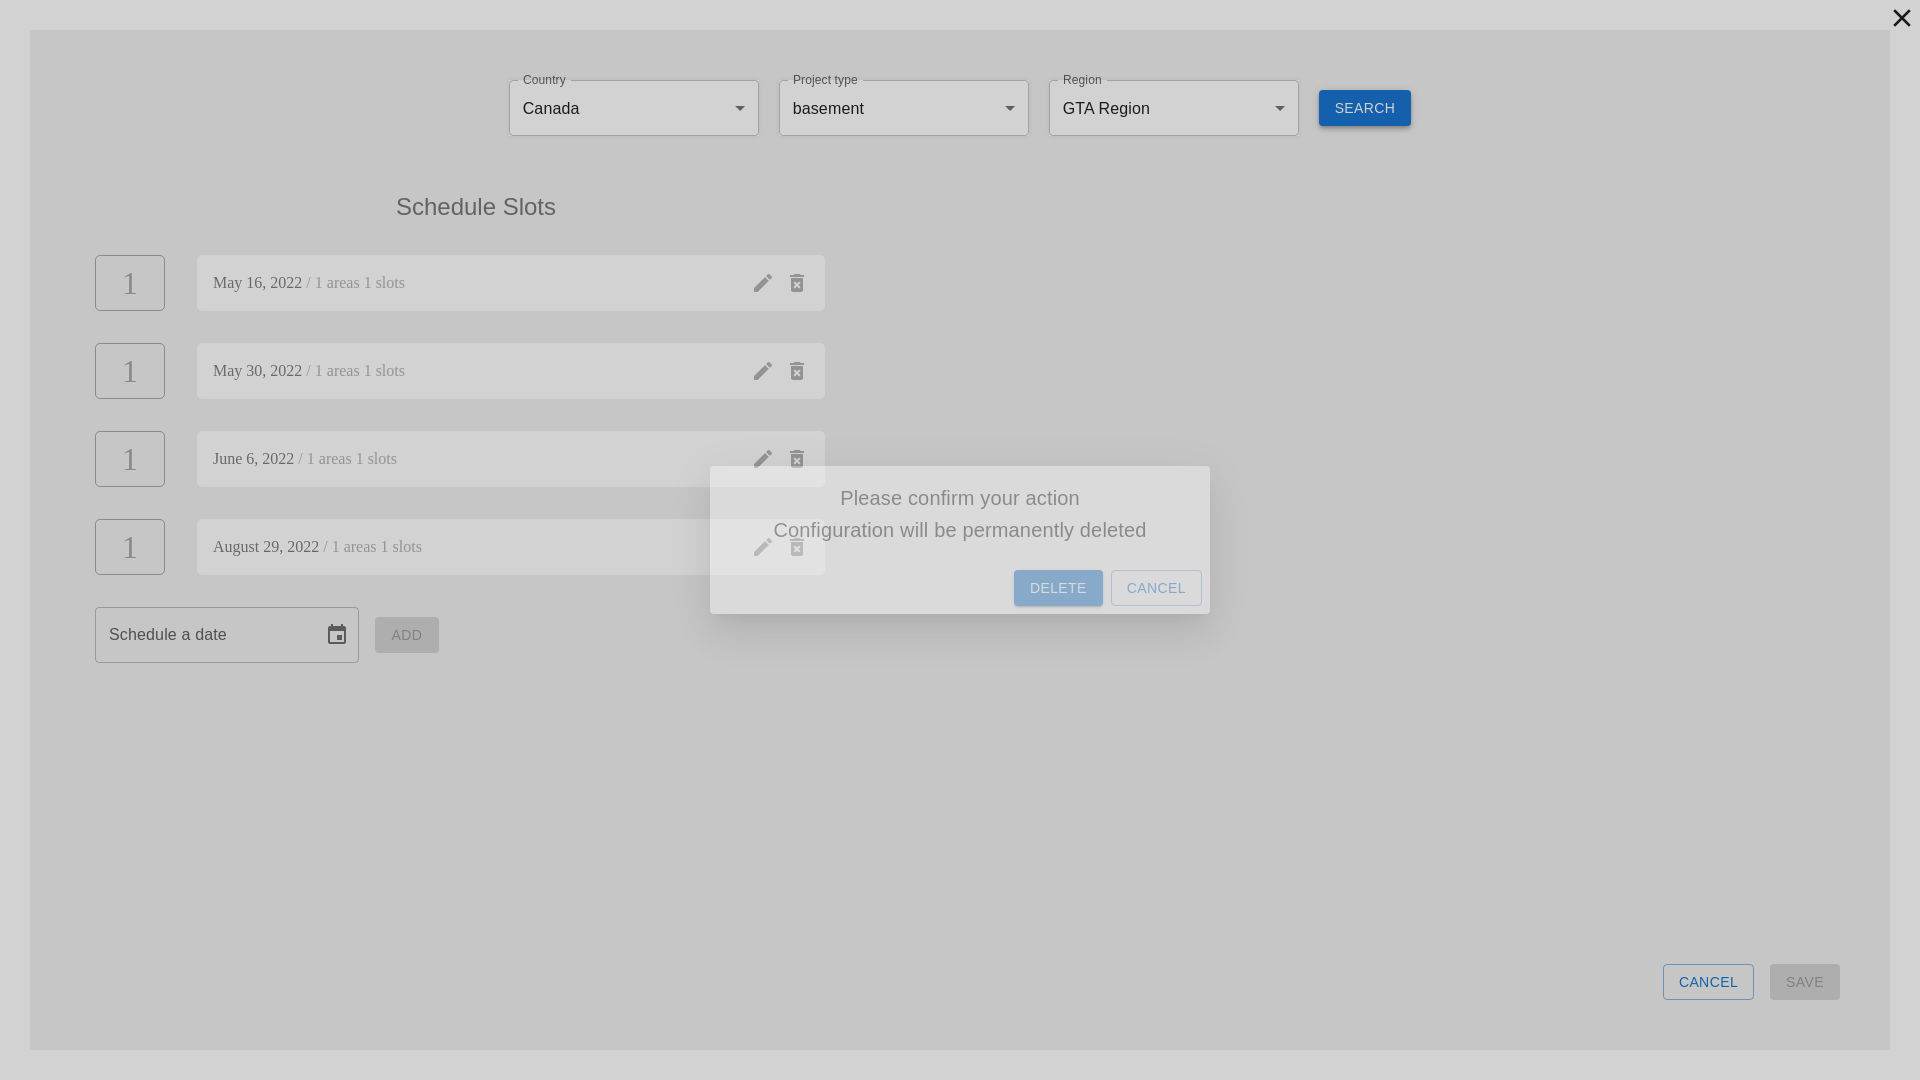 Country
Project type
Region
Canada
basement
GTA Region
SEARCH
Schedule Slots
1
May 16, 2022 / 1 areas 1 slots
1
May 30, 2022 / 1 areas 1 slots
1
June 6, 2022 / 1 areas 1 slots
1
August 29, 2022 / 1 areas 1 slots
Please confirm your action
Configuration will be permanently deleted
DELETE
CANCEL
Schedule a date
ADD
CANCEL
SAVE